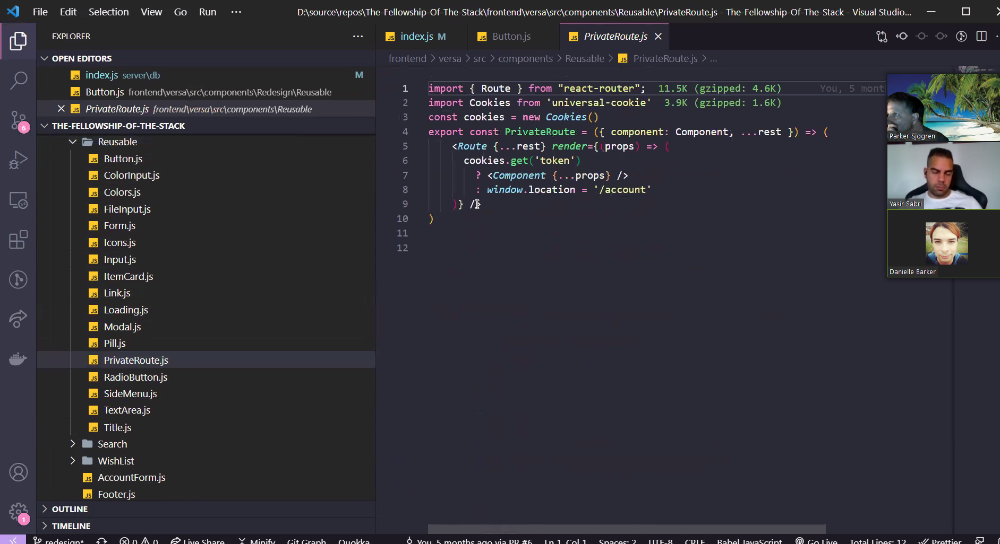 File Edit Selection View Go Run ··· D:\source\repos\The-Fellowship-Of-The-Stack\frontend\versa\src\components\Reusable\PrivateRoute.js - The-Fellowship-Of-The-Stack - Visual Studio...
EXPLORER ···
OPEN EDITORS
index.js server\db M
Button.js frontend\versa\src\components\Redesign\Reusable
PrivateRoute.js frontend\versa\src\components\Reusable
THE-FELLOWSHIP-OF-THE-STACK
Reusable
Button.js
ColorInput.js
Colors.js
FileInput.js
Form.js
Icons.js
Input.js
ItemCard.js
Link.js
Loading.js
Modal.js
Pill.js
PrivateRoute.js
RadioButton.js
SideMenu.js
TextArea.js
Title.js
Search
WishList
AccountForm.js
Footer.js
OUTLINE
TIMELINE
6
1
index.js M Button.js PrivateRoute.js
frontend > versa > src > components > Reusable > PrivateRoute.js > ...
1 import { Route } from "react-router"; 11.5K (gzipped: 4.6K) You, 5 mont
2 import Cookies from 'universal-cookie' 3.9K (gzipped: 1.6K)
3 const cookies = new Cookies()
4 export const PrivateRoute = ({ component: Component, ...rest }) => (
5 <Route {...rest} render={(props) => (
6 cookies.get('token')
7 ? <Component {...props} />
8 : window.location = '/account'
9 )} />
10 )
11
12
Parker Sjogren
Yasir Sabri
Danielle Barker
redesign* 0 0 Live Share Minify Git Graph Quokka You, 5 months ago via PR #6 Ln 1, Col 1 Spaces: 2 UTF-8 CRLF Babel JavaScript Go Live Total Lines: 12 Prettier